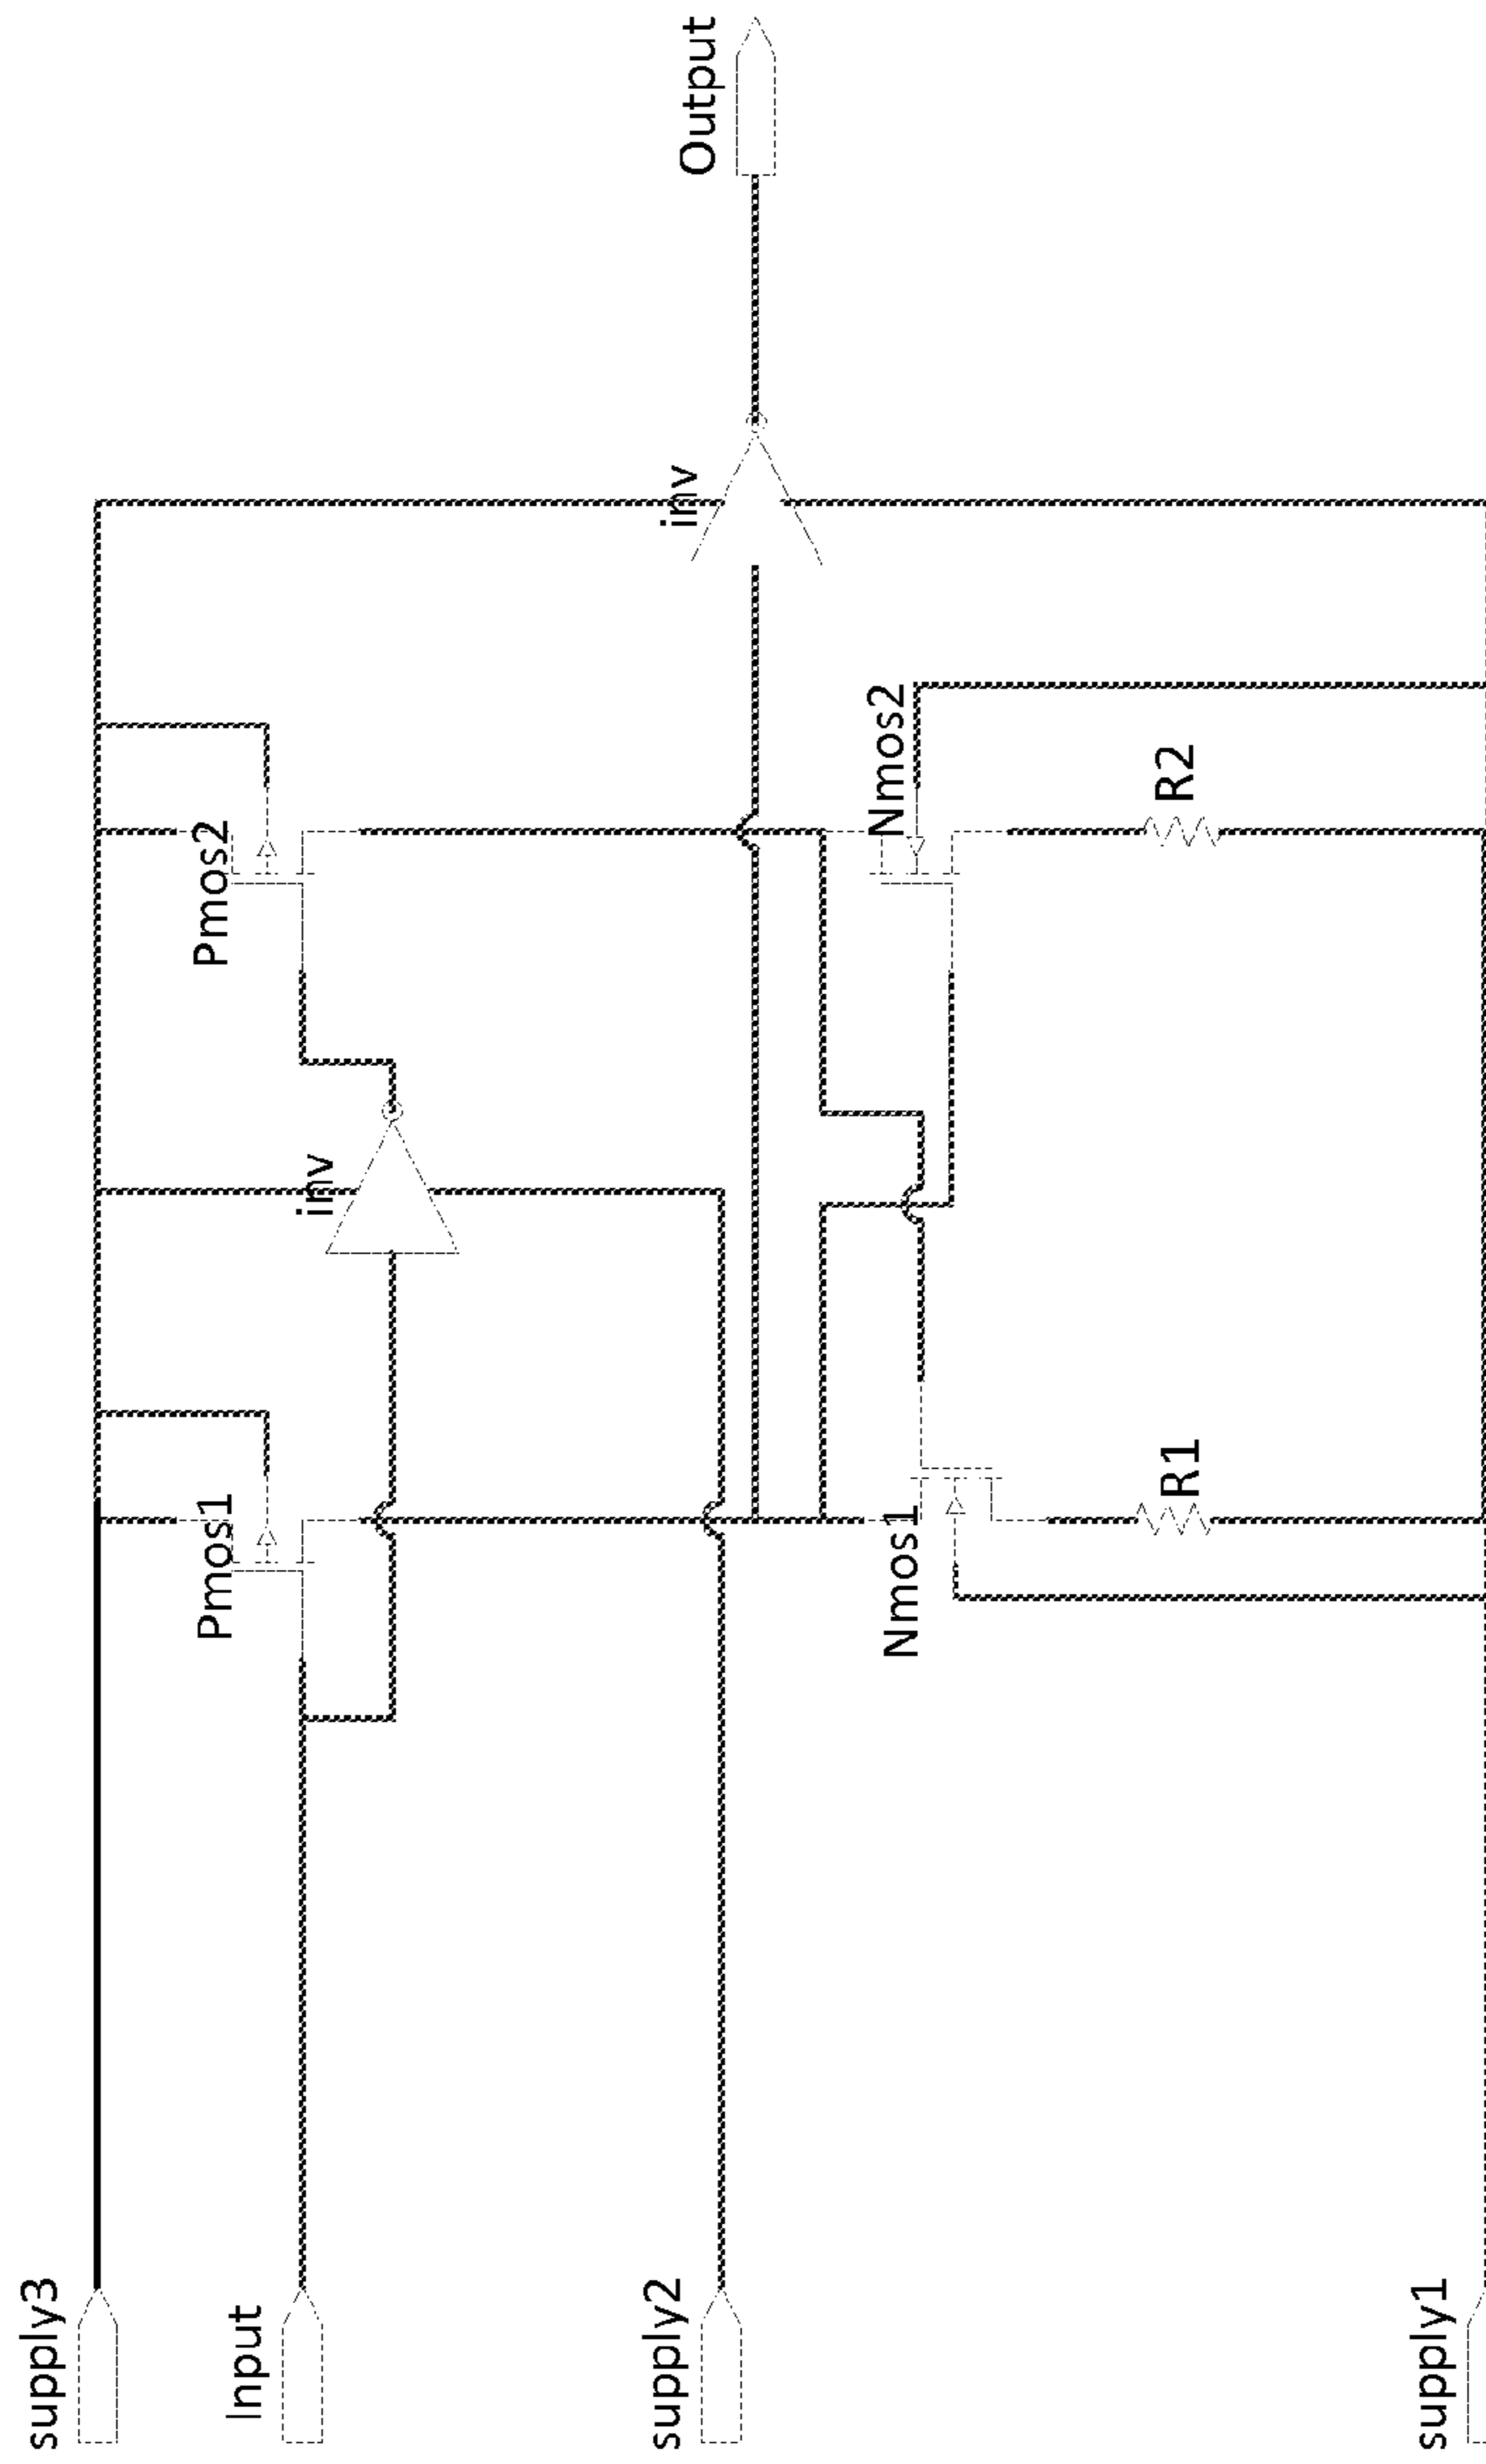 supply3
Input
supply2
supply1
Pmos1
Nmos1
R1
inv
Pmos2
Nmos2
R2
inv
Output